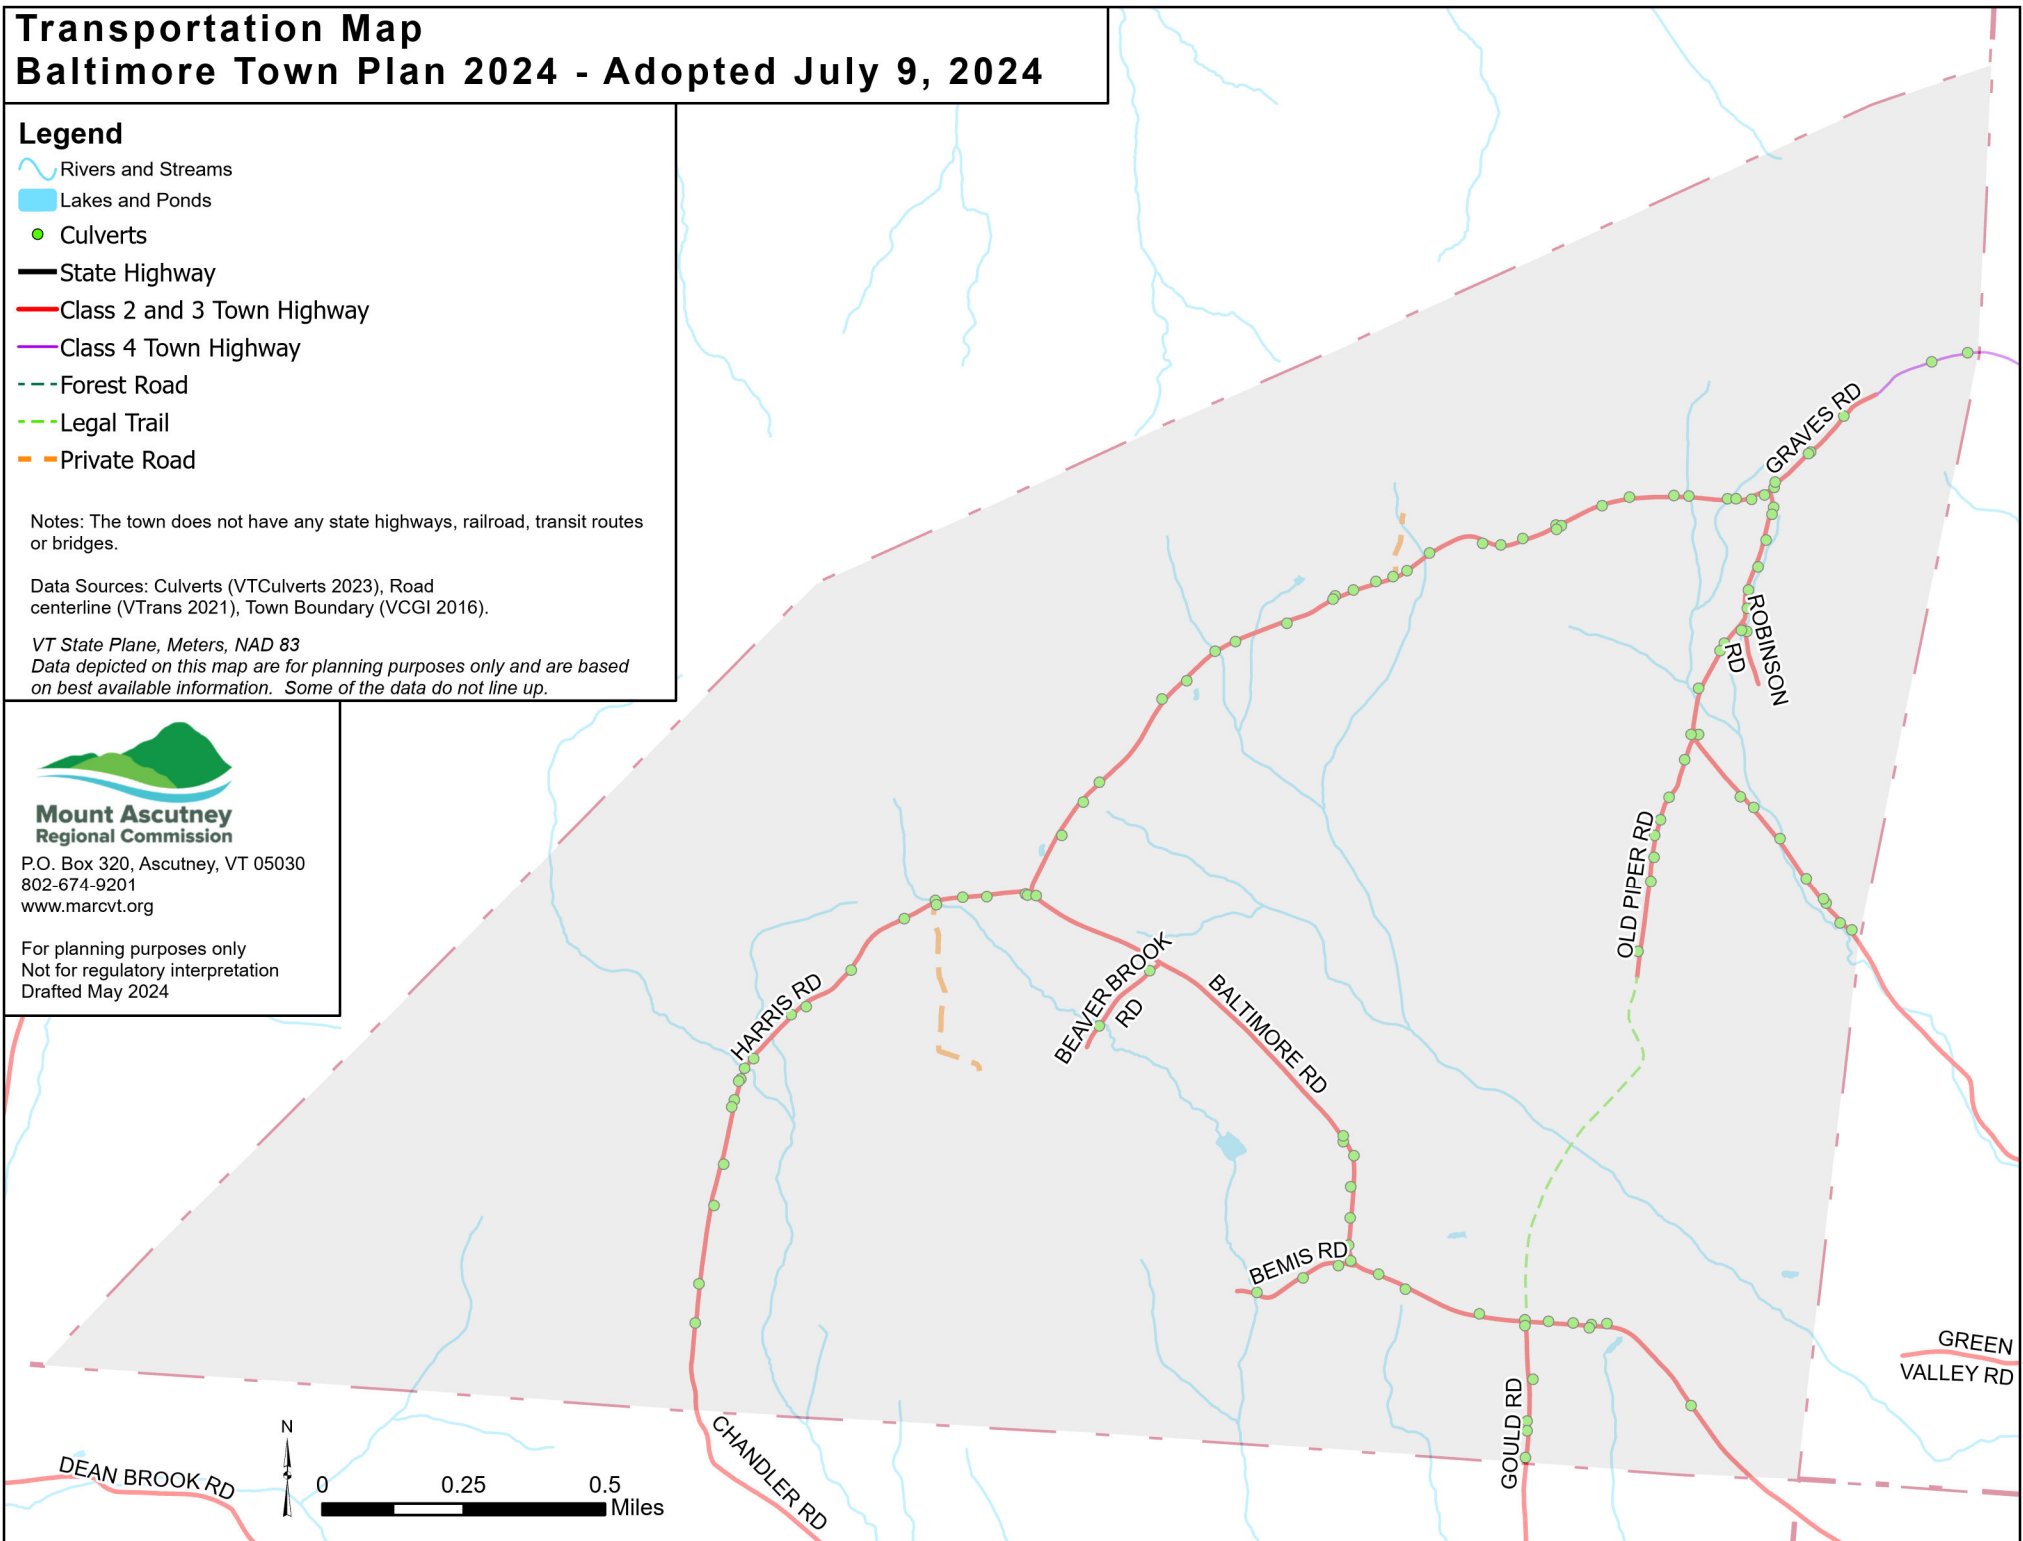 Transportation Map
Baltimore Town Plan 2024 - Adopted July 9, 2024
Legend
Rivers and Streams
Lakes and Ponds
Culverts
State Highway
Class 2 and 3 Town Highway
Class 4 Town Highway
Forest Road
Legal Trail
Private Road
Notes: The town does not have any state highways, railroad, transit routes
or bridges.
Data Sources: Culverts (VTCulverts 2023), Road
centerline (VTrans 2021), Town Boundary (VCGI 2016).
VT State Plane, Meters, NAD 83
Data depicted on this map are for planning purposes only and are based
on best available information.  Some of the data do not line up.
Mount Ascutney
Regional Commission
P.O. Box 320, Ascutney, VT 05030
802-674-9201
www.marcvt.org
For planning purposes only
Not for regulatory interpretation
Drafted May 2024
GRAVES RD
ROBINSON
RD
OLD PIPER RD
BEAVER BROOK
RD
BALTIMORE RD
HARRIS RD
BEMIS RD
GREEN
VALLEY RD
GOULD RD
CHANDLER RD
DEAN BROOK RD
N
0 0.25 0.5
Miles